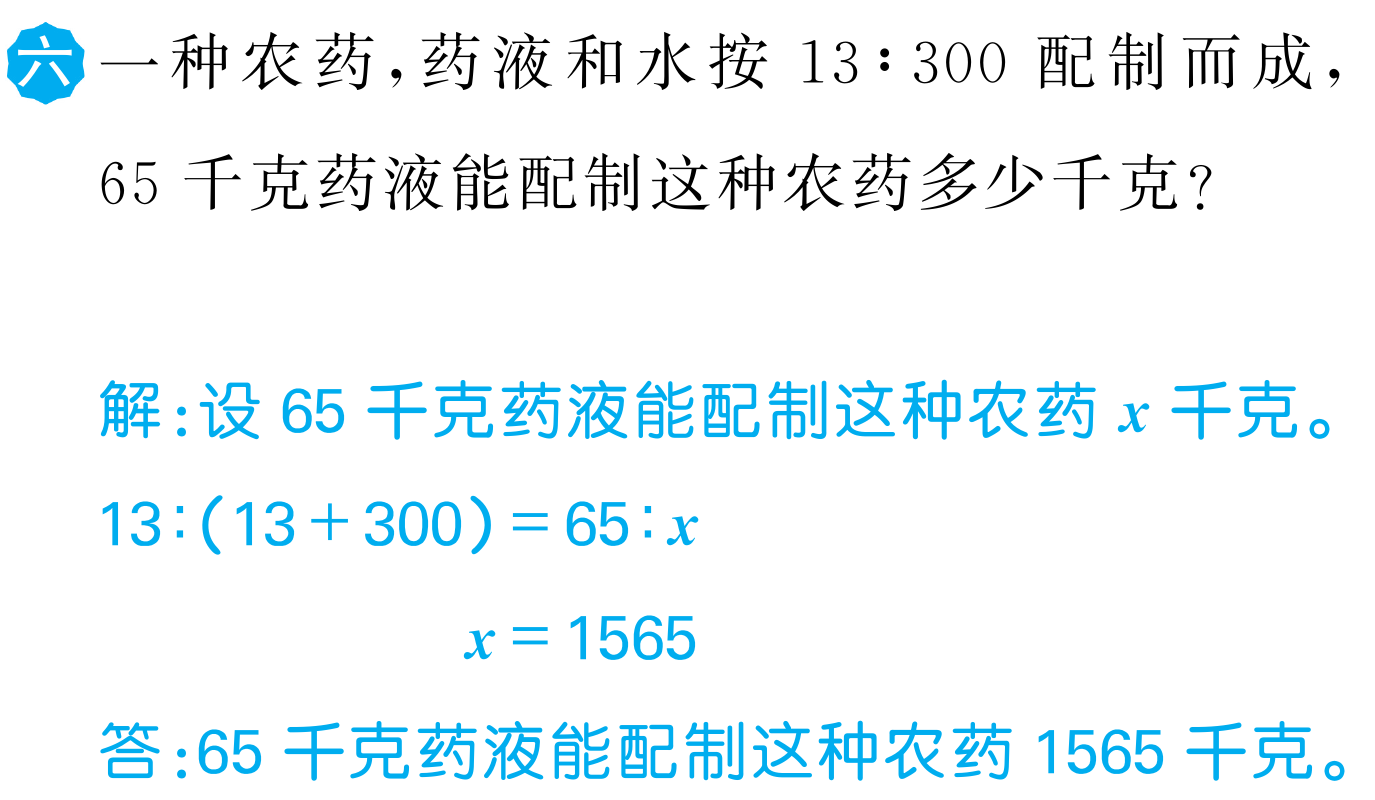 六 一种农药,药液和水按 13∶300 配制而成,
65 千克药液能配制这种农药多少千克?
解:设 65 千克药液能配制这种农药 x 千克。
13∶(13+300)=65∶x
x=1565
答:65 千克药液能配制这种农药 1565 千克。